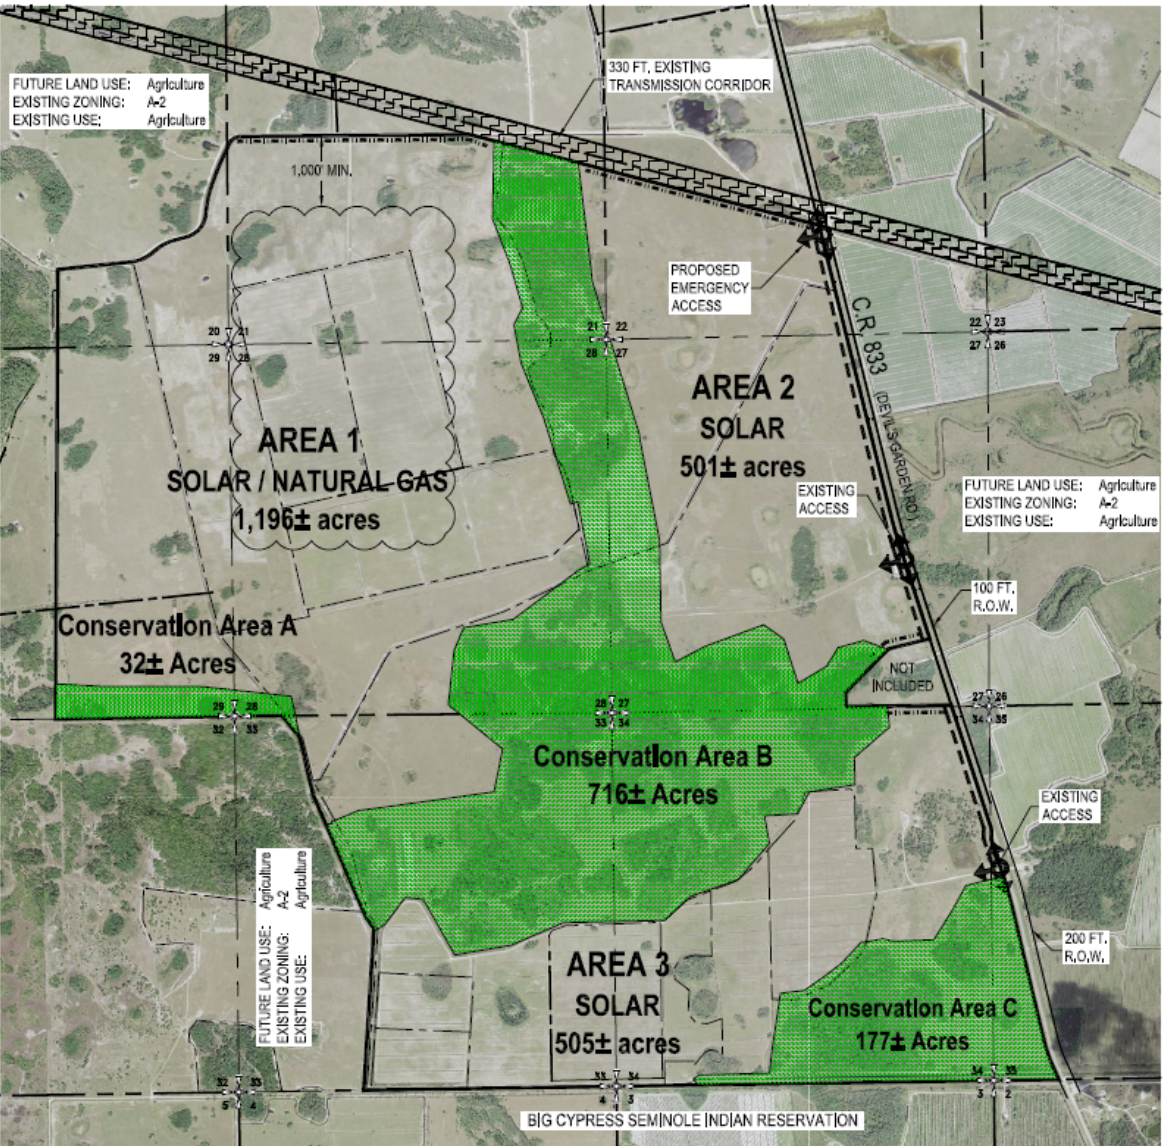 330 FT. EXISTING
TRANSMISSION CORRIDOR
FUTURE LAND USE: Agriculture
EXISTING ZONING: A-2
EXISTING USE: Agriculture
1,000' MIN.
PROPOSED
EMERGENCY
ACCESS
C.R. 833 (DEVIL'S GARDEN RD.)
20 21
29 28
21 22
28 27
22 23
27 26
AREA 1
SOLAR / NATURAL GAS
1,196± acres
AREA 2
SOLAR
501± acres
EXISTING
ACCESS
FUTURE LAND USE: Agriculture
EXISTING ZONING: A-2
EXISTING USE: Agriculture
100 FT.
R.O.W.
Conservation Area A
32± Acres
NOT
INCLUDED
29 28
32 33
28 27
33 34
27 26
34 35
Conservation Area B
716± Acres
EXISTING
ACCESS
FUTURE LAND USE: Agriculture
EXISTING ZONING: A-2
EXISTING USE: Agriculture
200 FT.
R.O.W.
AREA 3
SOLAR
505± acres
Conservation Area C
177± Acres
32 33
5 4
33 34
4 3
34 35
3 2
BIG CYPRESS SEMINOLE INDIAN RESERVATION